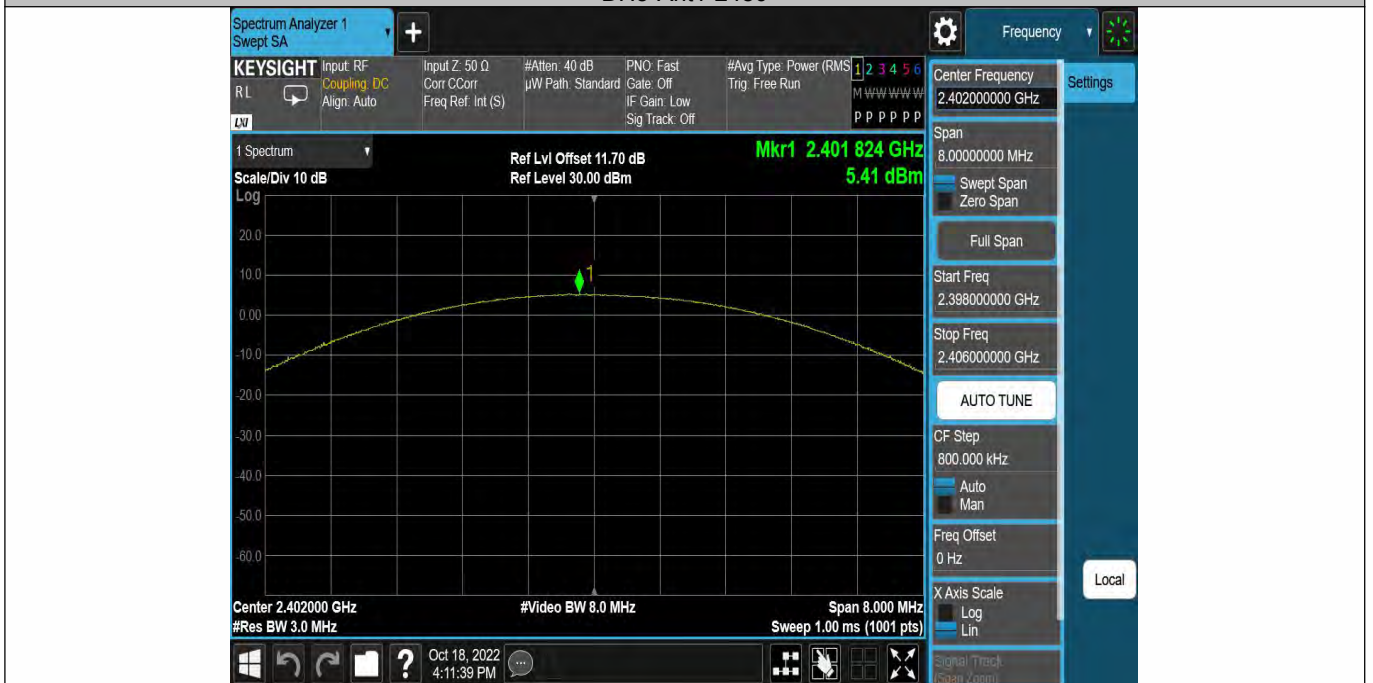 Spectrum Analyzer 1
Swept SA
+
Frequency
KEYSIGHT
RL
LXI
Input: RF
Coupling: DC
Align: Auto
Input Z: 50 Ω
Corr CCorr
Freq Ref: Int (S)
#Atten: 40 dB
µW Path: Standard
PNO: Fast
Gate: Off
IF Gain: Low
Sig Track: Off
#Avg Type: Power (RMS
Trig: Free Run
1 2 3 4 5 6
M W W W W W
P P P P P P
Center Frequency
2.402000000 GHz
Settings
Span
8.00000000 MHz
Swept Span
Zero Span
Full Span
Start Freq
2.398000000 GHz
Stop Freq
2.406000000 GHz
AUTO TUNE
CF Step
800.000 kHz
Auto
Man
Freq Offset
0 Hz
X Axis Scale
Log
Lin
Signal Track
(Span Zoom)
Local
1 Spectrum
Scale/Div 10 dB
Log
Ref Lvl Offset 11.70 dB
Ref Level 30.00 dBm
Mkr1 2.401 824 GHz
5.41 dBm
20.0
10.0
1
0.00
-10.0
-20.0
-30.0
-40.0
-50.0
-60.0
Center 2.402000 GHz
#Video BW 8.0 MHz
Span 8.000 MHz
#Res BW 3.0 MHz
Sweep 1.00 ms (1001 pts)
?
Oct 18, 2022
4:11:39 PM